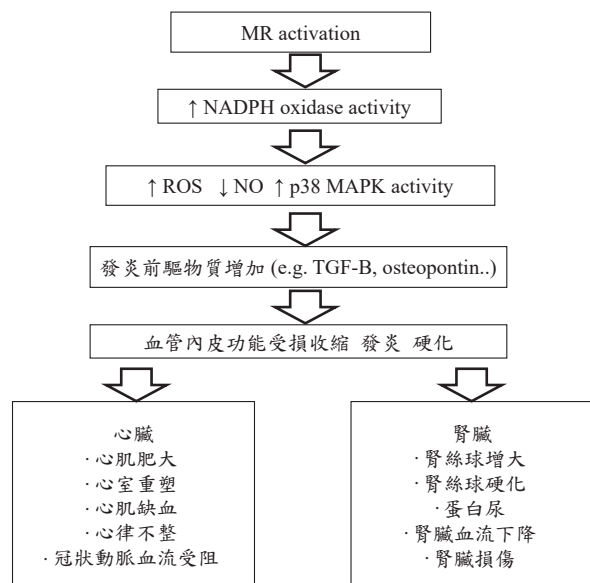 MR activation
↑ NADPH oxidase activity
↑ ROS ↓ NO ↑ p38 MAPK activity
發炎前驅物質增加 (e.g. TGF-B, osteopontin..)
血管內皮功能受損收縮 發炎 硬化
心臟
·心肌肥大
·心室重塑
·心肌缺血
·心律不整
·冠狀動脈血流受阻
腎臟
·腎絲球增大
·腎絲球硬化
·蛋白尿
·腎臟血流下降
·腎臟損傷